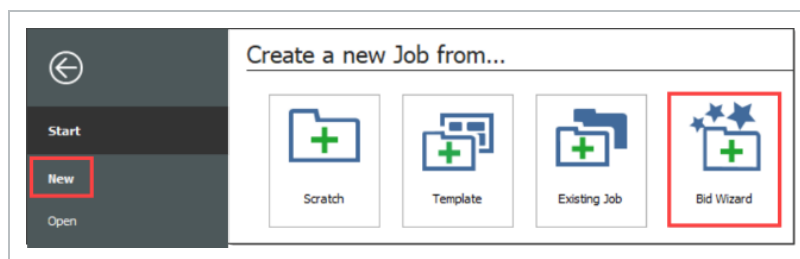 Create a new Job from...
Start
New
Open
Scratch
Template
Existing Job
Bid Wizard